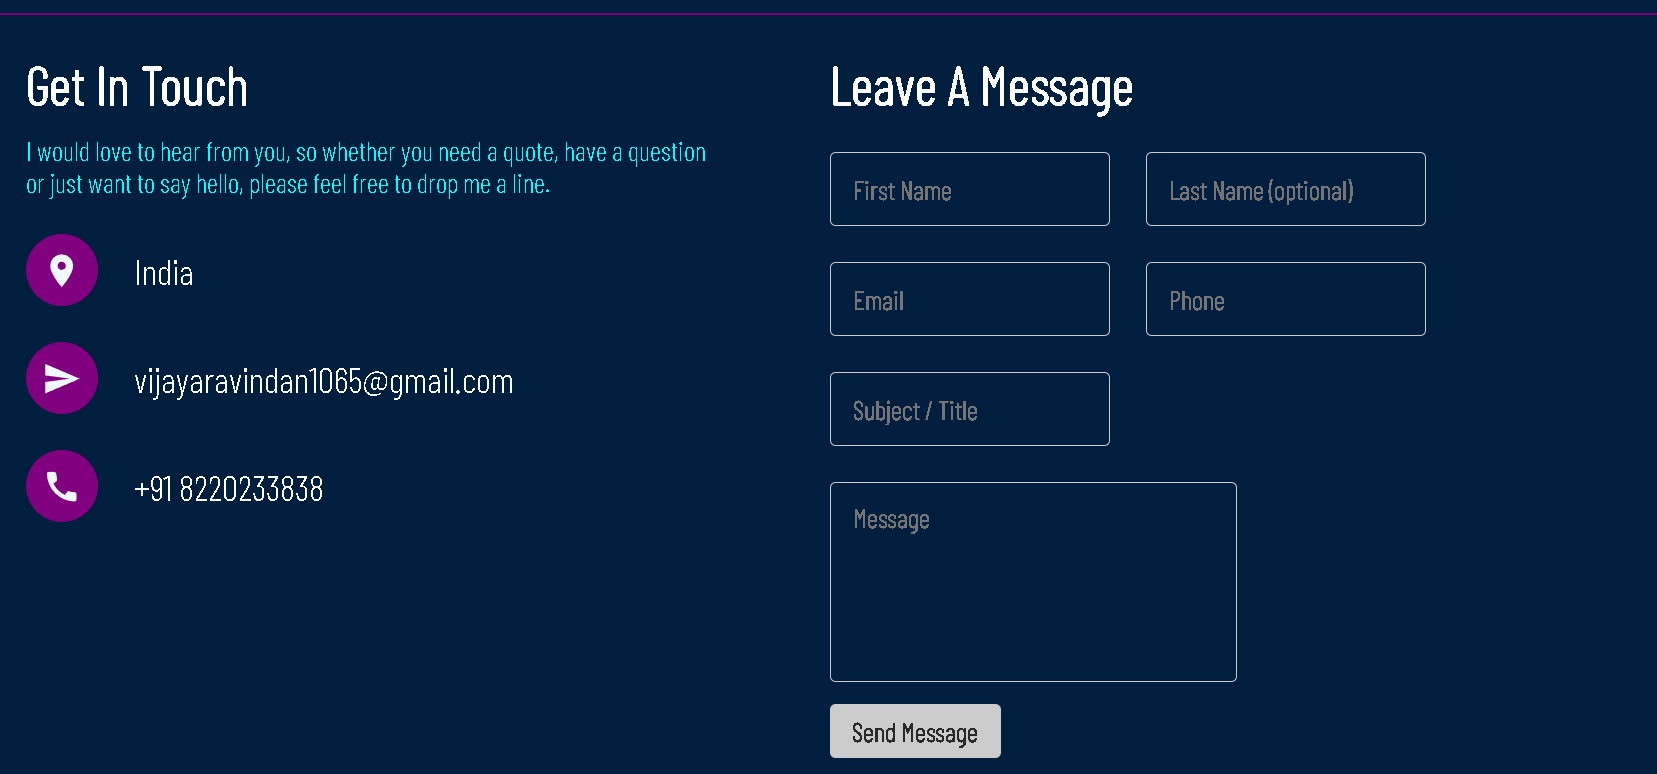 Get In Touch
I would love to hear from you, so whether you need a quote, have a question
or just want to say hello, please feel free to drop me a line.
India
vijayaravindan1065@gmail.com
+91 8220233838
Leave A Message
First Name
Last Name (optional)
Email
Phone
Subject / Title
Message
Send Message